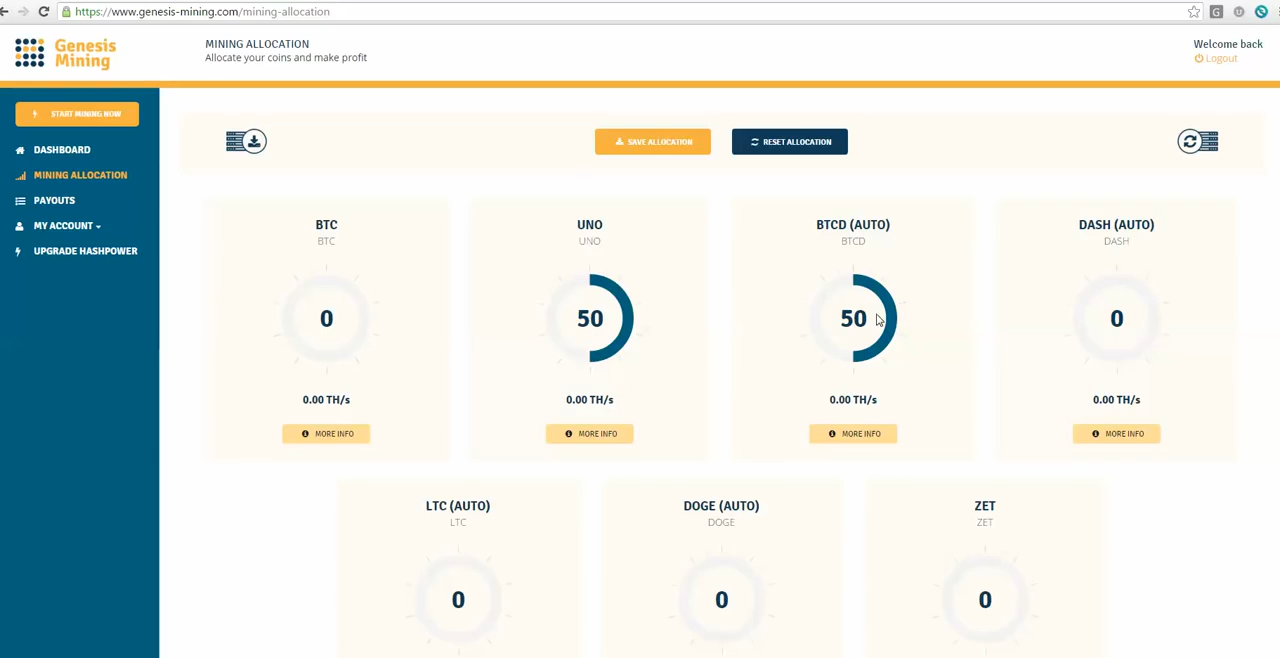 https://www.genesis-mining.com/mining-allocation
G
Genesis Mining
MINING ALLOCATION
Allocate your coins and make profit
Welcome back
Logout
START MINING NOW
DASHBOARD
MINING ALLOCATION
PAYOUTS
MY ACCOUNT
UPGRADE HASHPOWER
SAVE ALLOCATION
RESET ALLOCATION
BTC
BTC
0
0.00 TH/s
MORE INFO
UNO
UNO
50
0.00 TH/s
MORE INFO
BTCD (AUTO)
BTCD
50
0.00 TH/s
MORE INFO
DASH (AUTO)
DASH
0
0.00 TH/s
MORE INFO
LTC (AUTO)
LTC
0
DOGE (AUTO)
DOGE
0
ZET
ZET
0